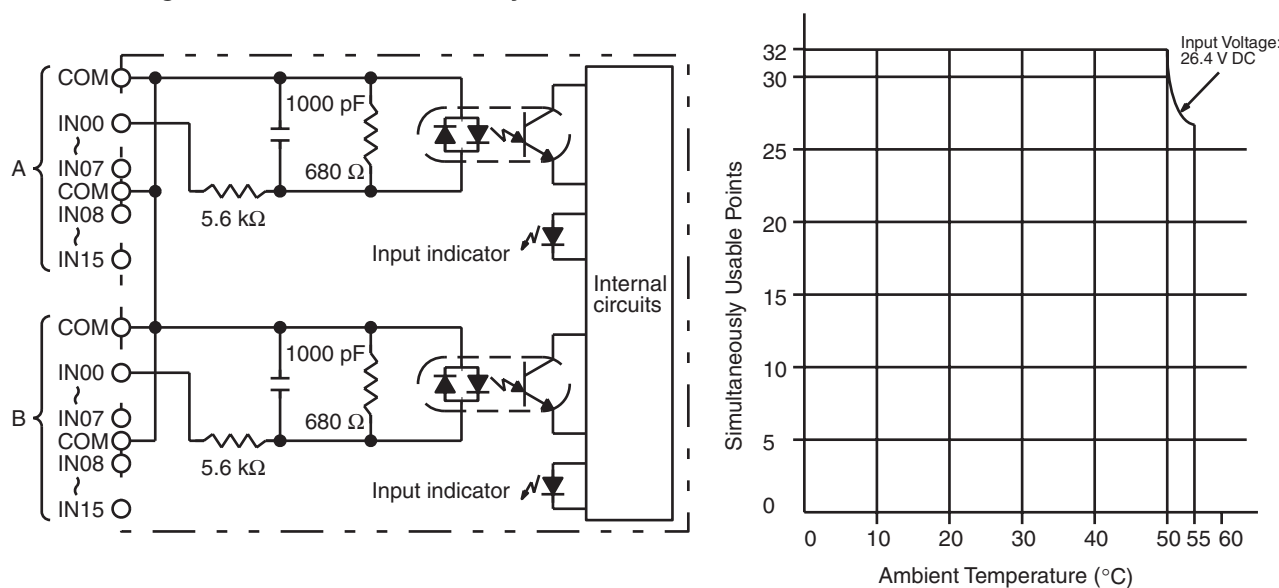 A
COM
IN00
IN07
COM
IN08
IN15
1000 pF
680 Ω
5.6 kΩ
Input indicator
B
COM
IN00
IN07
COM
IN08
IN15
1000 pF
680 Ω
5.6 kΩ
Input indicator
Internal
circuits
Simultaneously Usable Points
32
30
25
20
15
10
5
0
0 10 20 30 40 50 55 60
Ambient Temperature (°C)
Input Voltage:
26.4 V DC